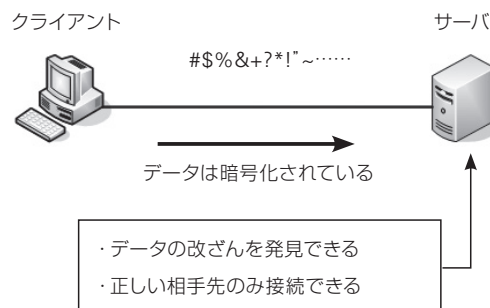 クライアント
サーバ
#$%&+?*!"~……
データは暗号化されている
・データの改ざんを発見できる
・正しい相手先のみ接続できる